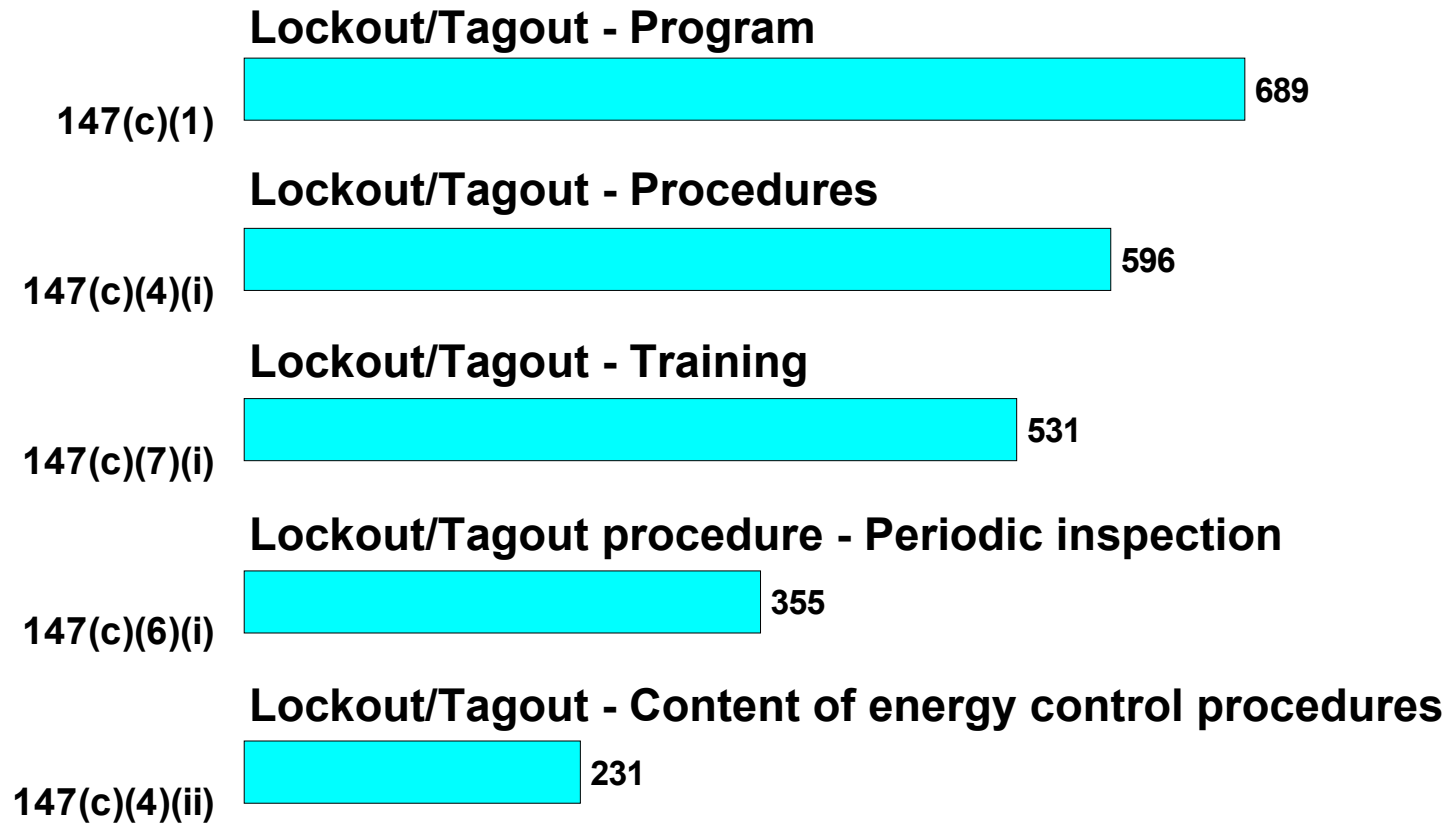 Lockout/Tagout - Program
147(c)(1)
689
Lockout/Tagout - Procedures
147(c)(4)(i)
596
Lockout/Tagout - Training
147(c)(7)(i)
531
Lockout/Tagout procedure - Periodic inspection
147(c)(6)(i)
355
Lockout/Tagout - Content of energy control procedures
147(c)(4)(ii)
231